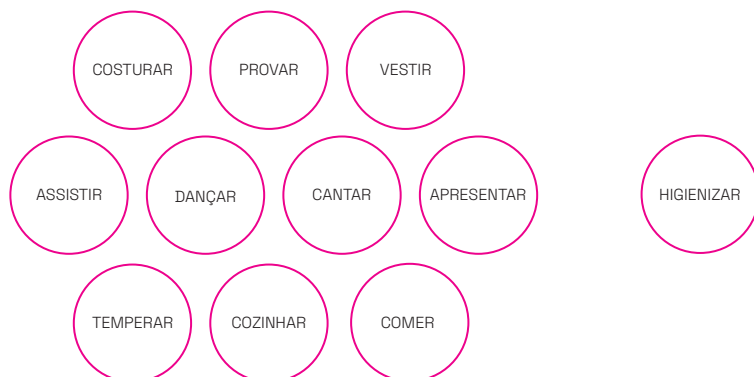 COSTURAR PROVAR VESTIR
ASSISTIR DANÇAR CANTAR APRESENTAR HIGIENIZAR
TEMPERAR COZINHAR COMER